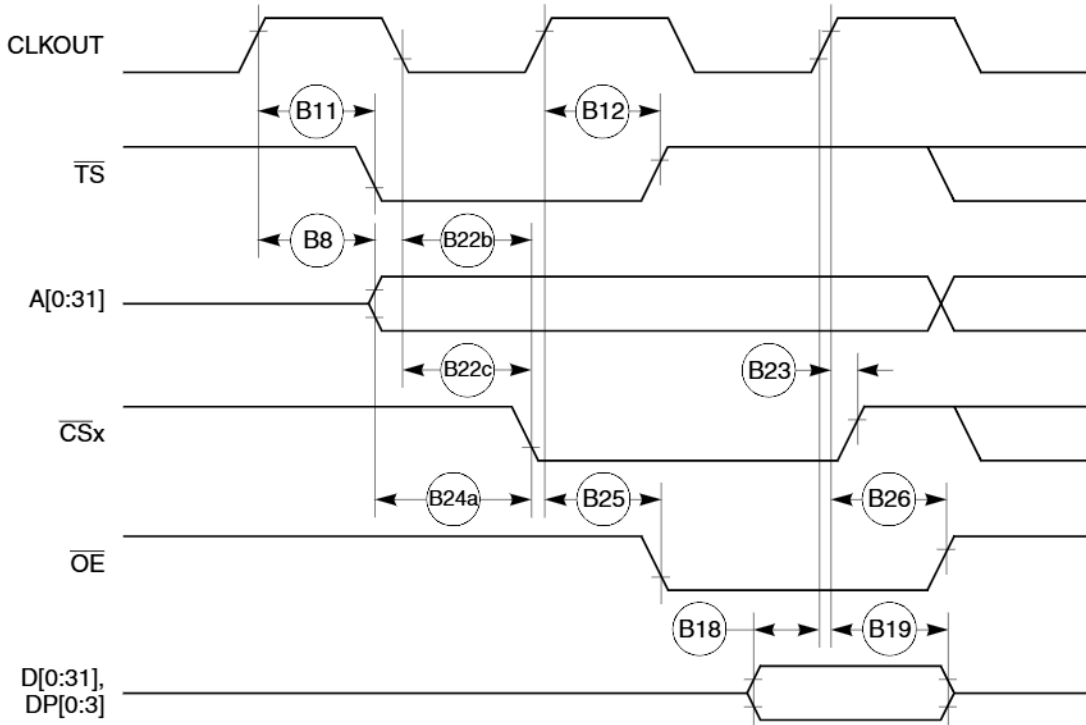 CLKOUT
B11
B12
TS
B8
B22b
A[0:31]
B22c
B23
CSx
B24a
B25
B26
OE
B18
B19
D[0:31],
DP[0:3]